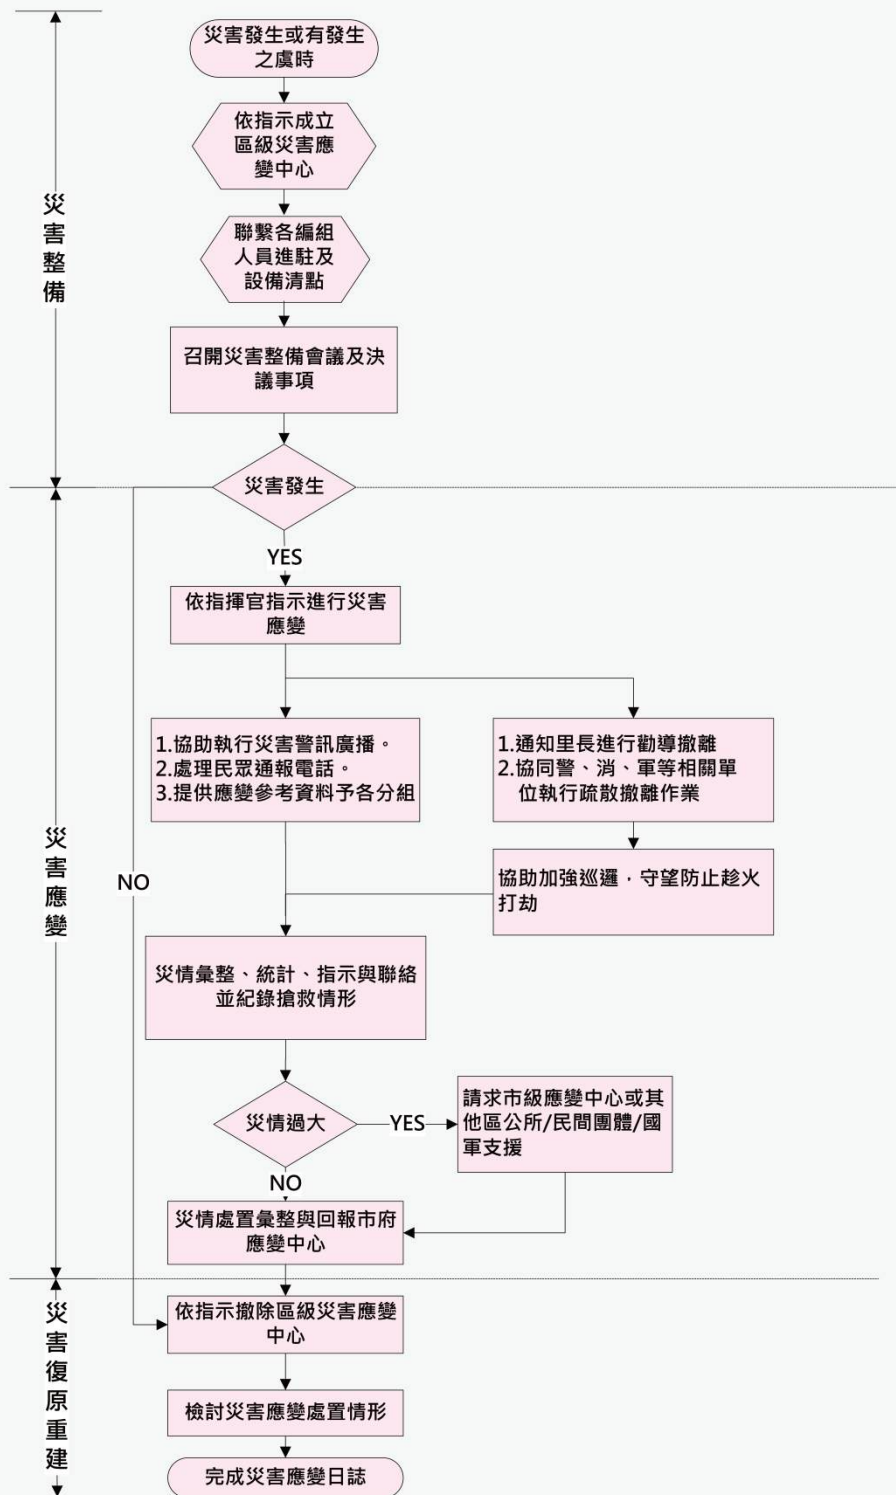 災害發生或有發生
之虞時
依指示成立
區級災害應
變中心
聯繫各編組
人員進駐及
設備清點
災害整備
召開災害整備會議及決
議事項
災害發生
YES
依指揮官指示進行災害
應變
1.協助執行災害警訊廣播。
2.處理民眾通報電話。
3.提供應變參考資料予各分組
1.通知里長進行勸導撤離
2.協同警、消、軍等相關單
位執行疏散撤離作業
災害應變
NO
協助加強巡邏，守望防止趁火
打劫
災情彙整、統計、指示與聯絡
並紀錄搶救情形
災情過大
YES
請求市級應變中心或其
他區公所/民間團體/國
軍支援
NO
災情處置彙整與回報市府
應變中心
災害復原重建
依指示撤除區級災害應變
中心
檢討災害應變處置情形
完成災害應變日誌